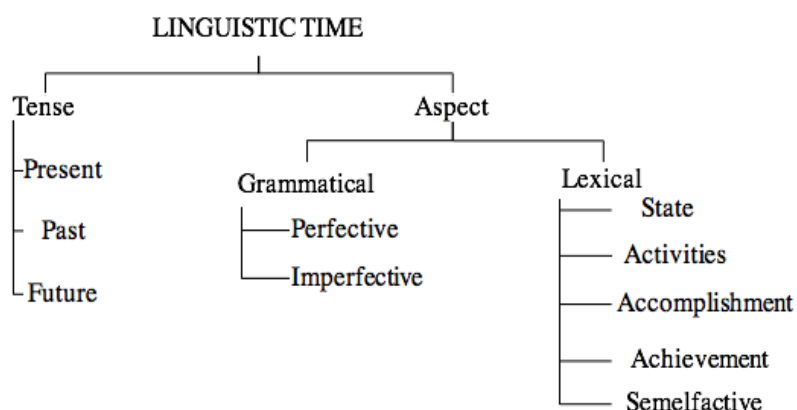 LINGUISTIC TIME
Tense
Aspect
Present
Past
Future
Grammatical
Perfective
Imperfective
Lexical
State
Activities
Accomplishment
Achievement
Semelfactive